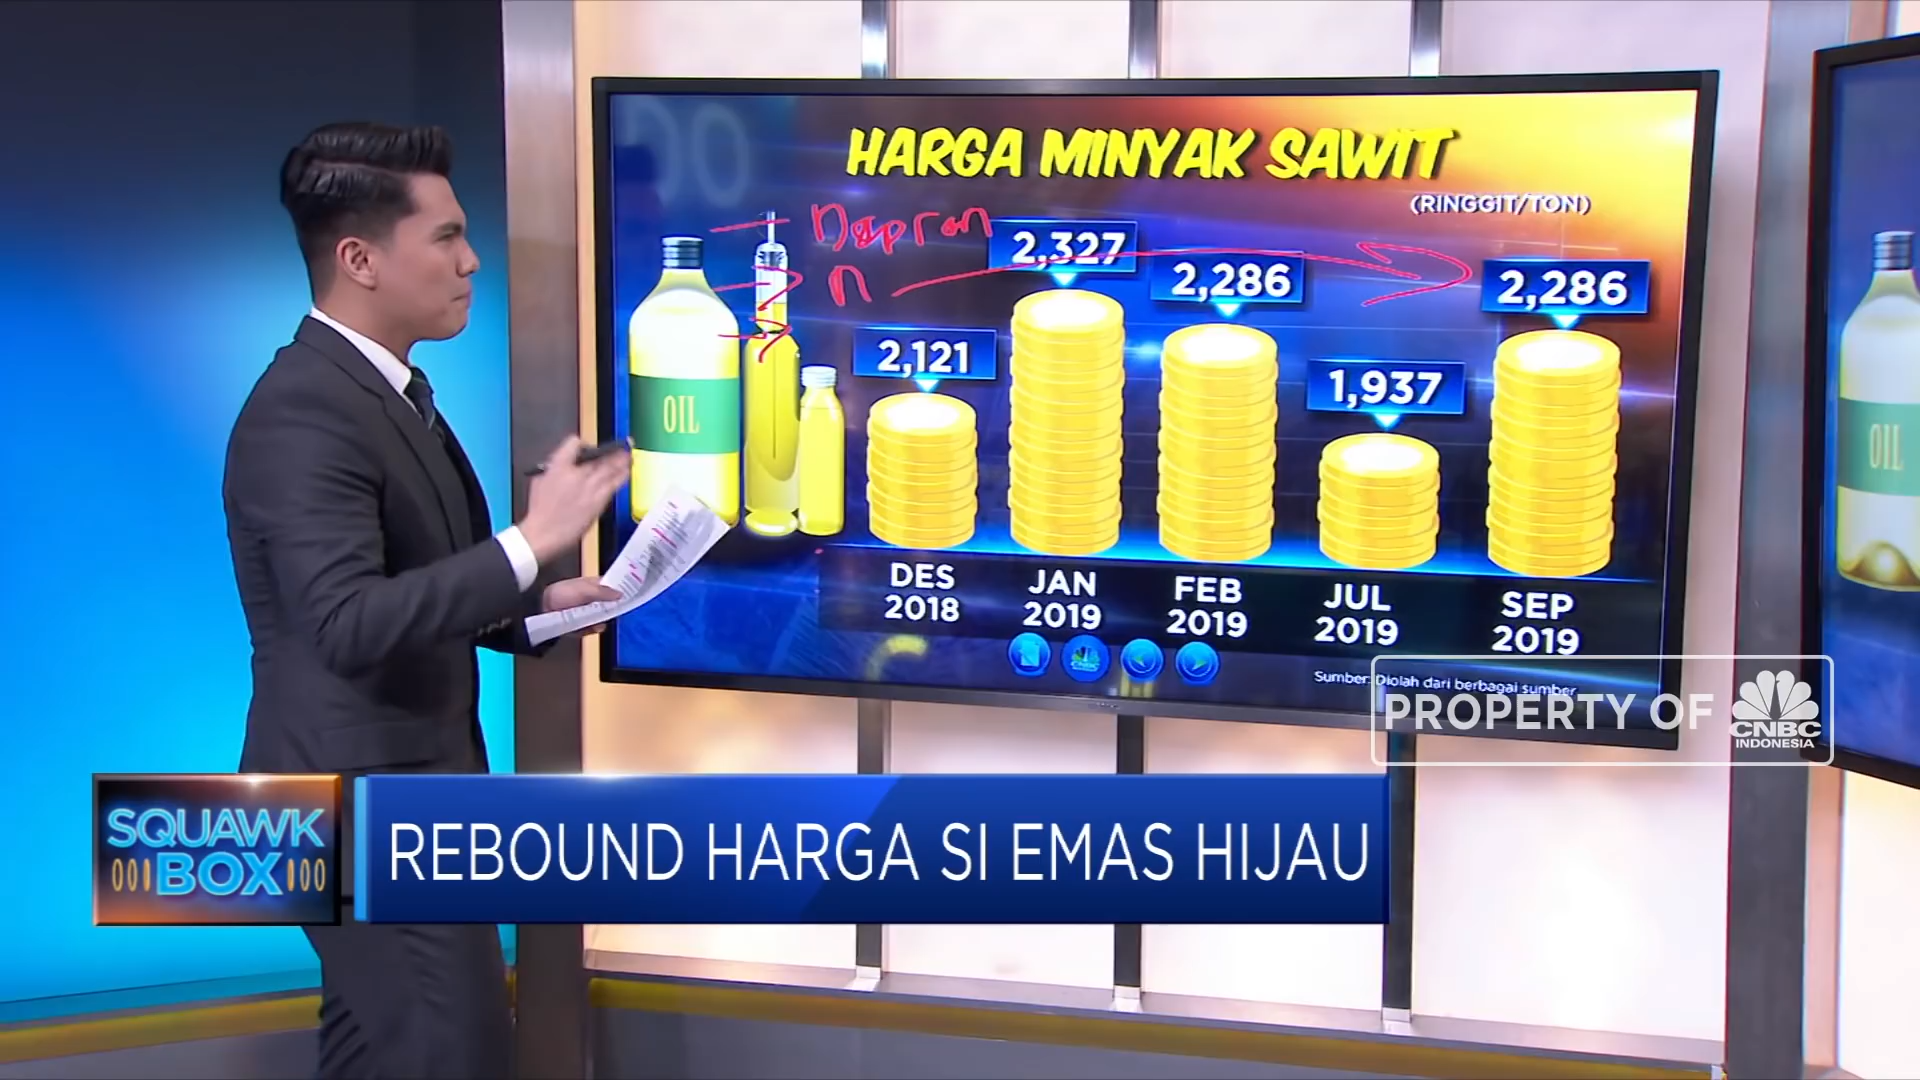 HARGA MINYAK SAWIT
(RINGGIT/TON)
2,121
2,327
2,286
1,937
2,286
OIL
OIL
DES
2018
JAN
2019
FEB
2019
JUL
2019
SEP
2019
CNBC
Sumber: Diolah dari berbagai sumber
PROPERTY OF CNBC
INDONESIA
SQUAWK
BOX
REBOUND HARGA SI EMAS HIJAU